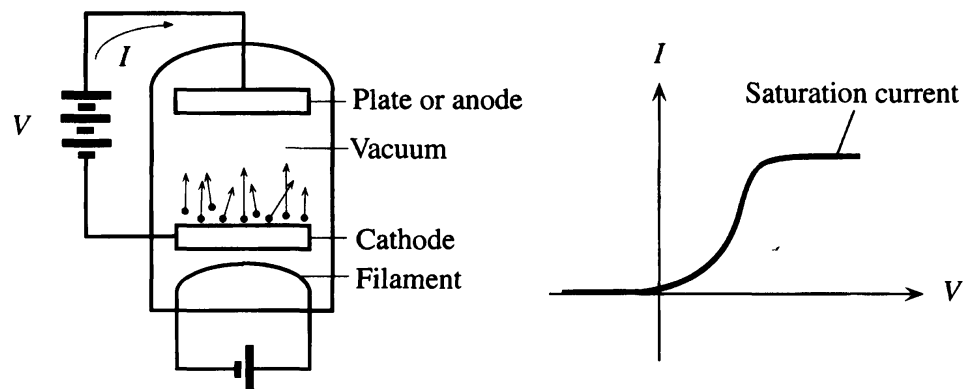 I
V
Plate or anode
Vacuum
Cathode
Filament
I
Saturation current
V